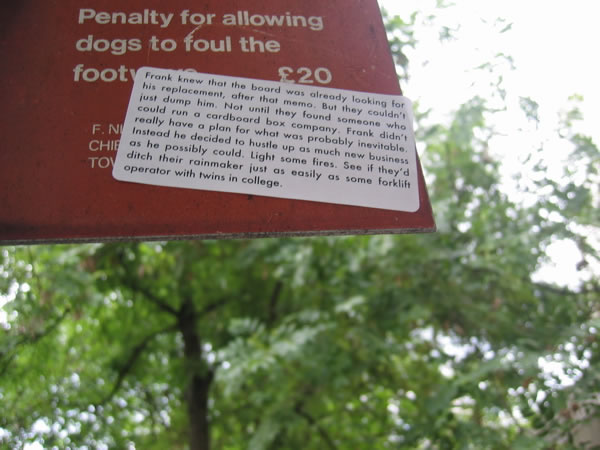 Penalty for allowing
dogs to foul the
£20
Frank knew that the board was already looking for
his replacement, after that memo. But they couldn't
just dump him. Not until they found someone who
could run a cardboard box company. Frank didn't
really have a plan for what was probably inevitable.
Instead he decided to hustle up as much new business
as he possibly could. Light some fires. See if they'd
ditch their rainmaker just as easily as some forklift
operator with twins in college.
F.